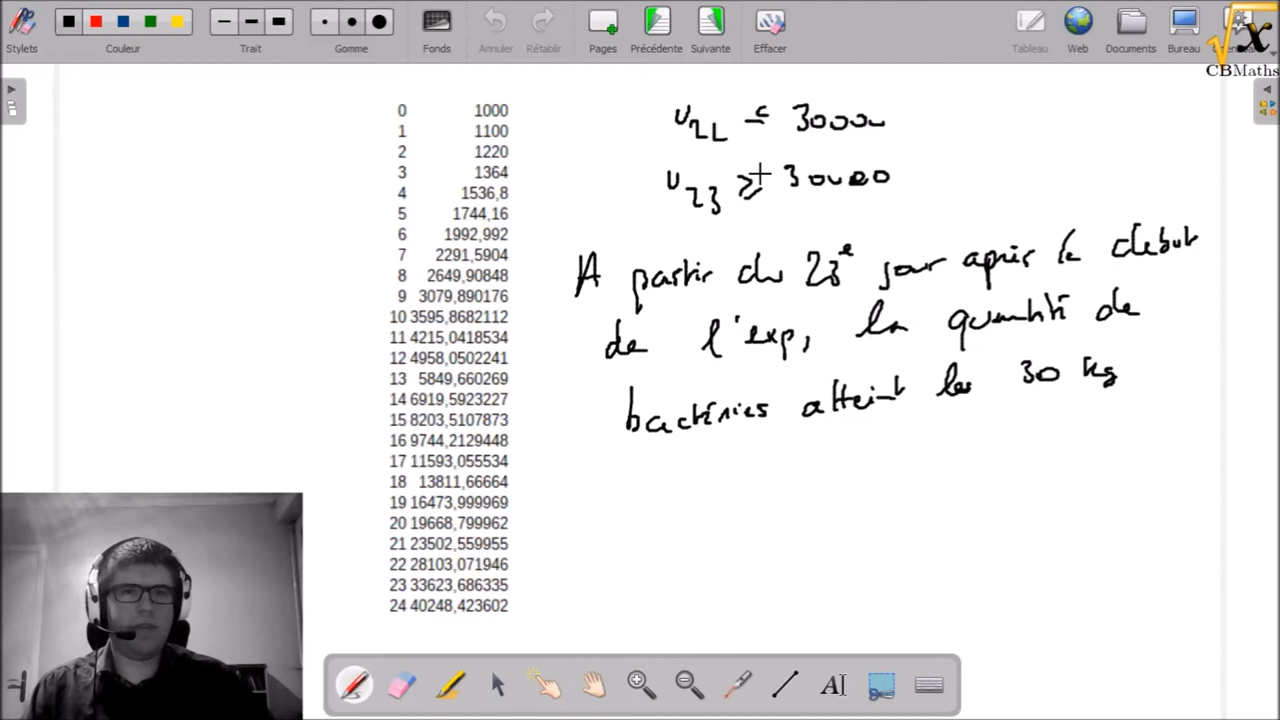 Stylets
Couleur
Trait
Gomme
Fonds
Annuler
Rétablir
Pages
Précédente
Suivante
Effacer
Tableau
Web
Documents
Bureau
CBMaths
0 1000
1 1100
2 1220
3 1364
4 1536,8
5 1744,16
6 1992,992
7 2291,5904
8 2649,90848
9 3079,890176
10 3595,8682112
11 4215,0418534
12 4958,0502241
13 5849,660269
14 6919,5923227
15 8203,5107873
16 9744,2129448
17 11593,055534
18 13811,66664
19 16473,999969
20 19668,799962
21 23502,559955
22 28103,071946
23 33623,686335
24 40248,423602
u₂₂ ≤ 30000
u₂₃ ≥ 30000
A partir du 23e jour après le debut
de l'exp, la quantité de
bactéries atteint les 30 kg
AI